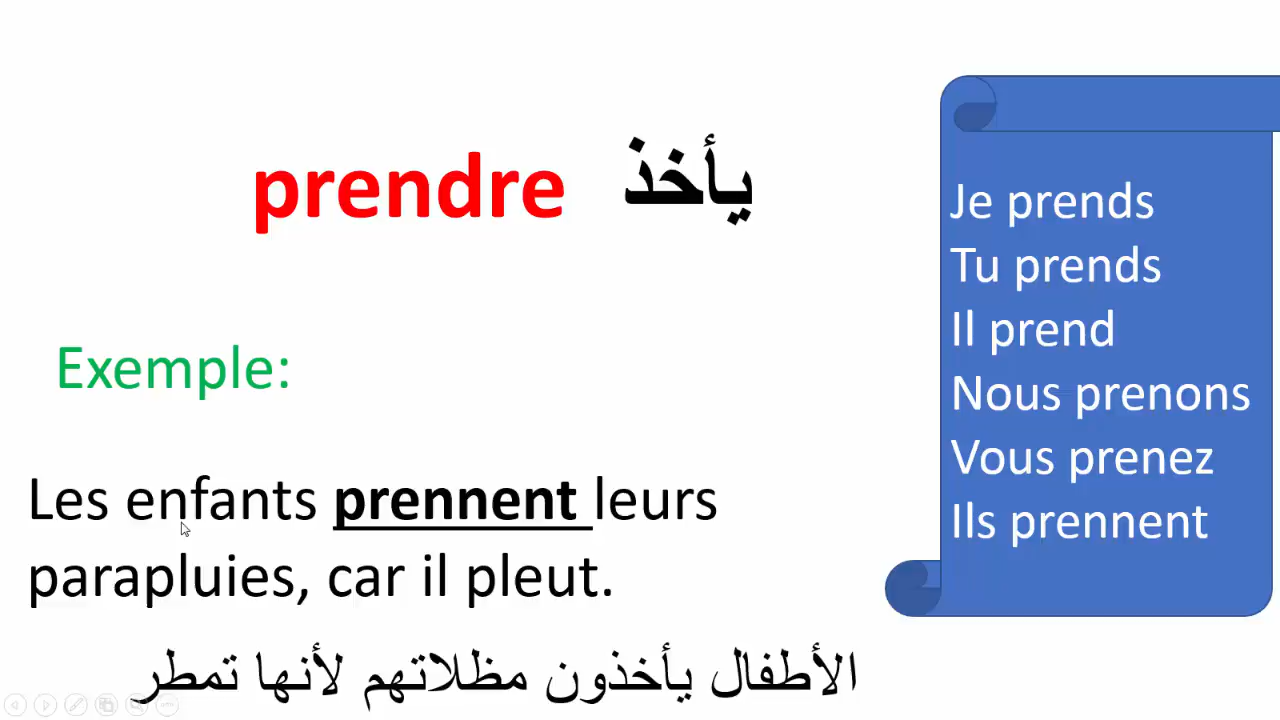 prendre يأخذ
Exemple:
Les enfants prennent leurs
parapluies, car il pleut.
الأطفال يأخذون مظلاتهم لأنها تمطر
Je prends
Tu prends
Il prend
Nous prenons
Vous prenez
Ils prennent